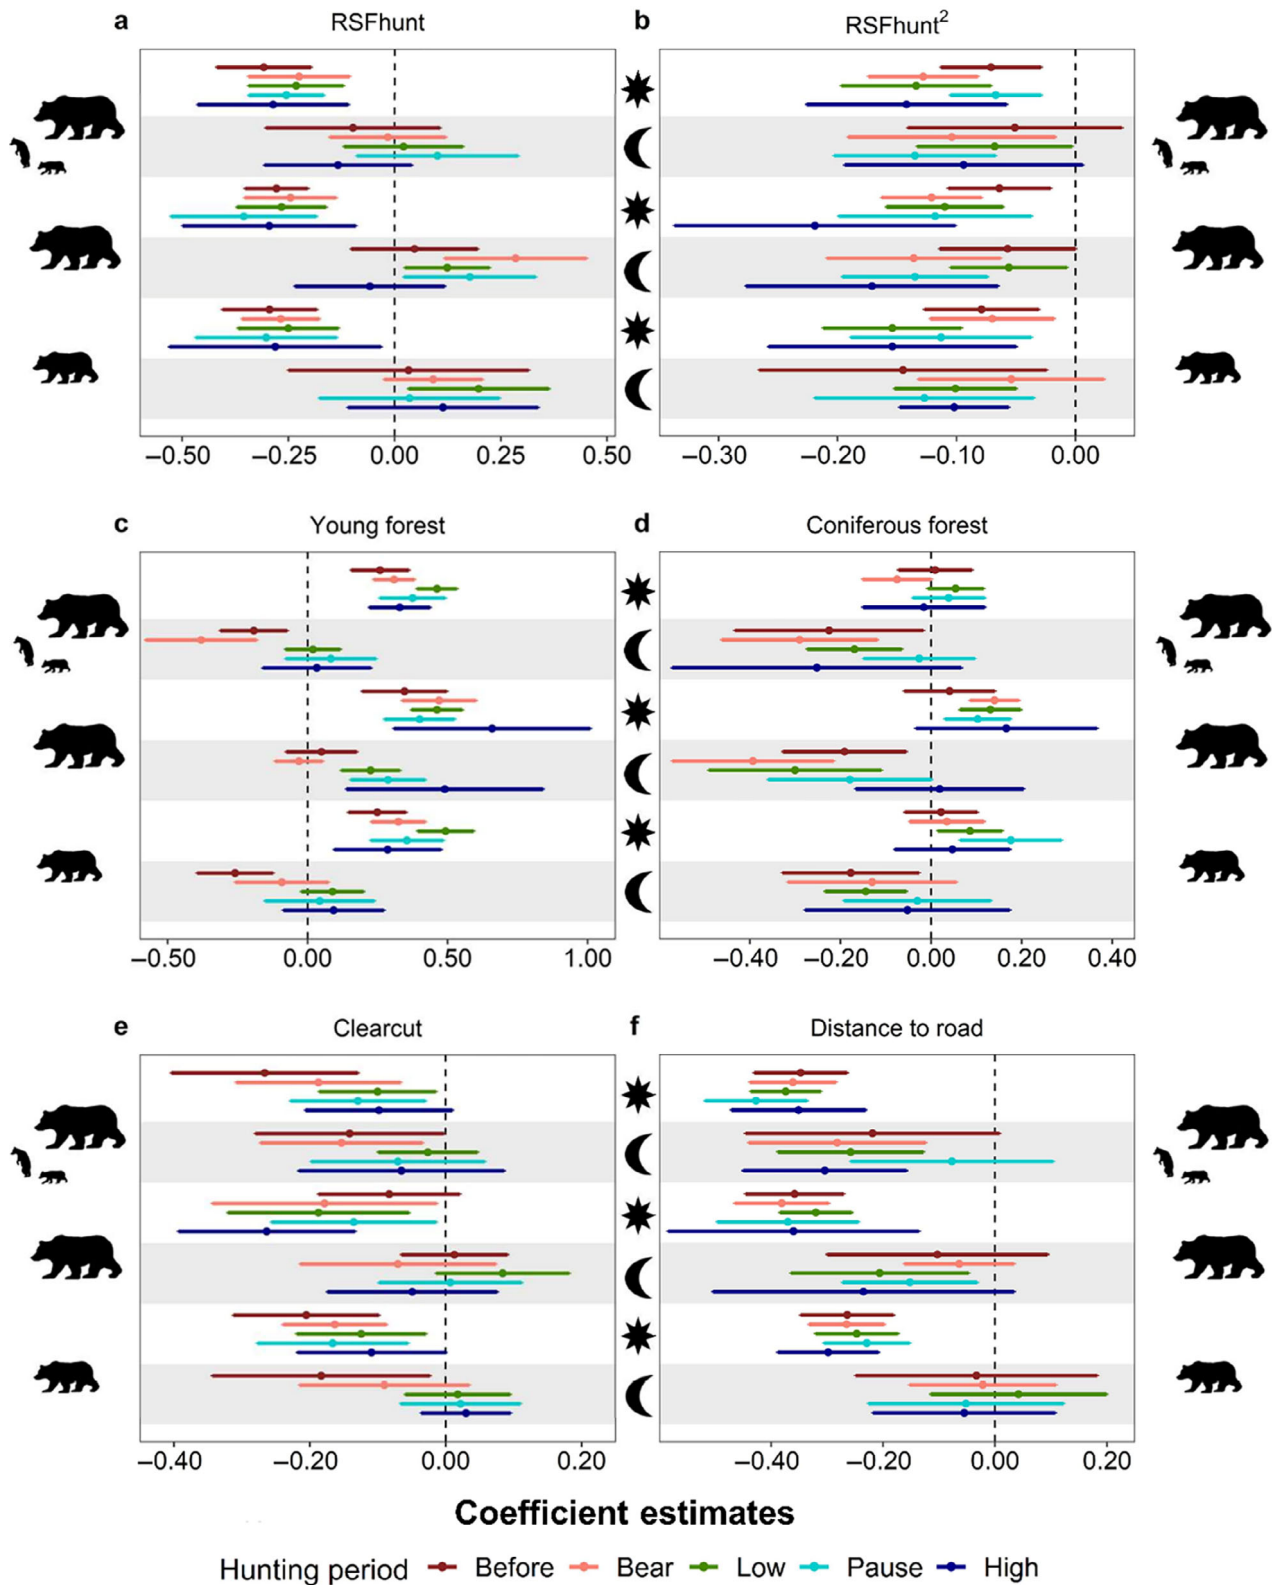 a RSFhunt b RSFhunt²
−0.50 −0.25 0.00 0.25 0.50 −0.30 −0.20 −0.10 0.00
c Young forest d Coniferous forest
−0.50 0.00 0.50 1.00 −0.40 −0.20 0.00 0.20 0.40
e Clearcut f Distance to road
−0.40 −0.20 0.00 0.20 −0.40 −0.20 0.00 0.20
Coefficient estimates
Hunting period Before Bear Low Pause High